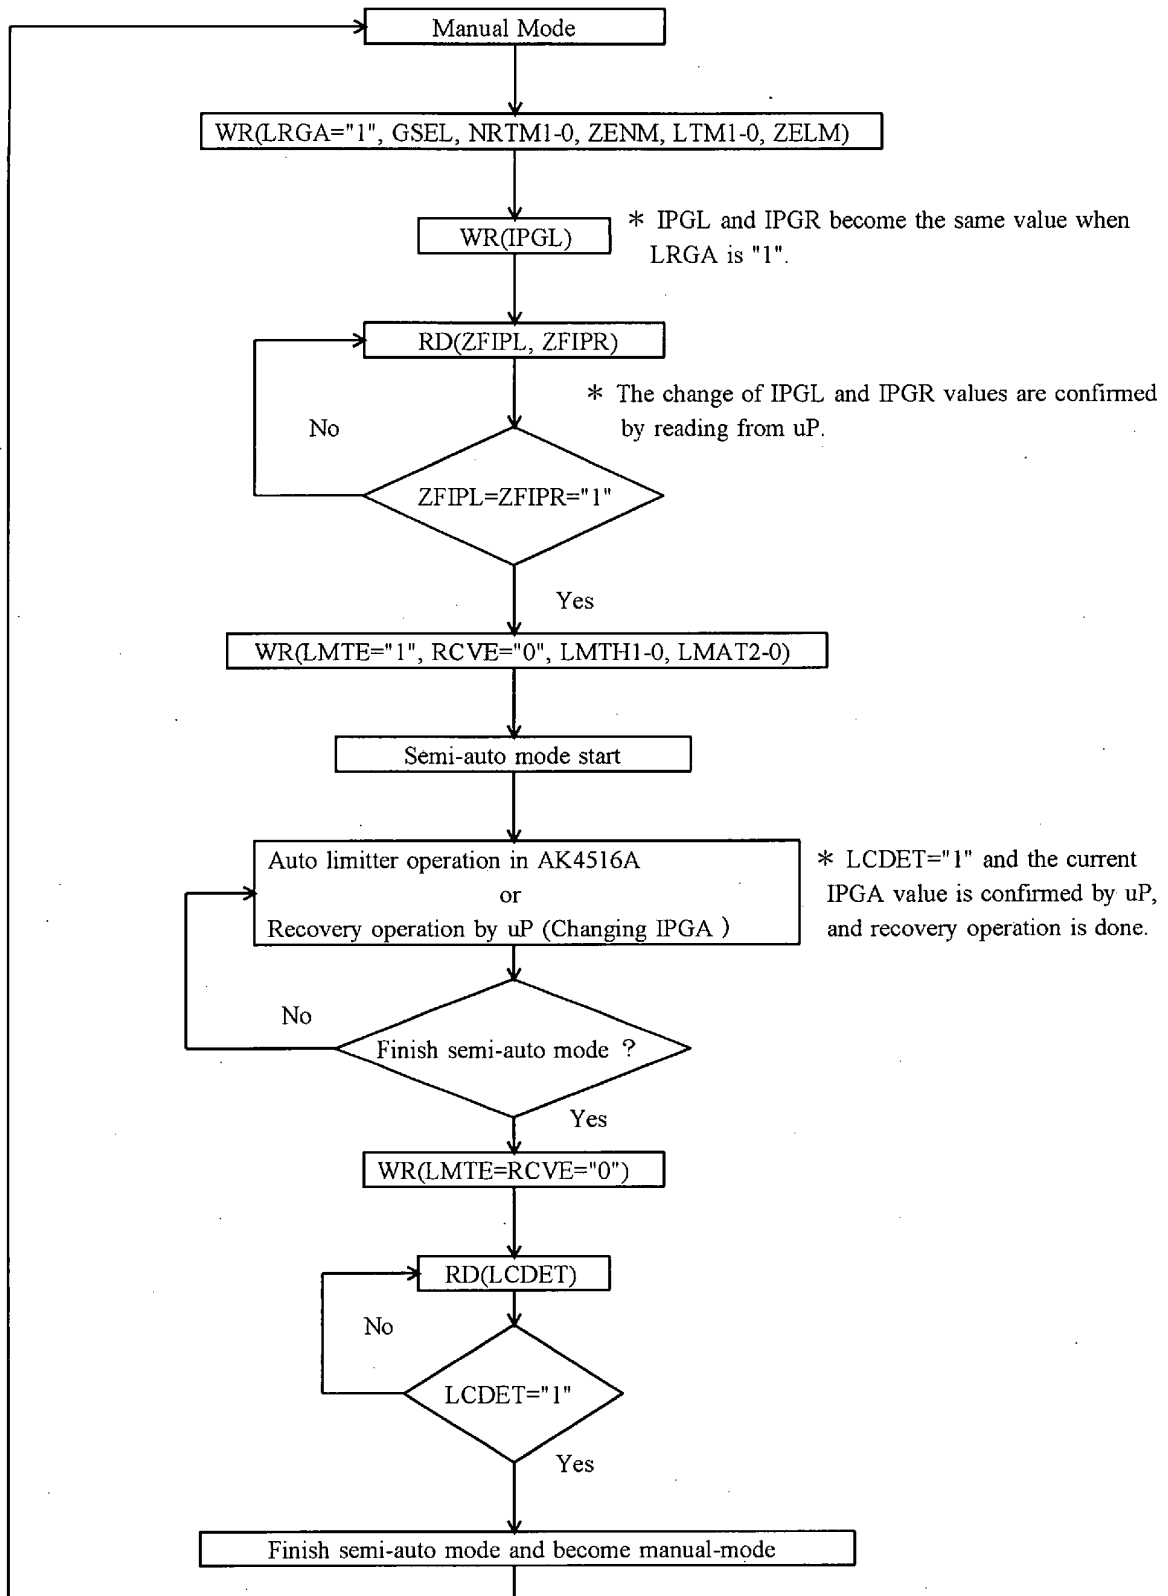 Manual Mode
WR(LRGA="1", GSEL, NRTM1-0, ZENM, LTM1-0, ZELM)
WR(IPGL)
* IPGL and IPGR become the same value when
LRGA is "1".
RD(ZFIPL, ZFIPR)
* The change of IPGL and IPGR values are confirmed
by reading from uP.
No
ZFIPL=ZFIPR="1"
Yes
WR(LMTE="1", RCVE="0", LMTH1-0, LMAT2-0)
Semi-auto mode start
Auto limitter operation in AK4516A
or
Recovery operation by uP (Changing IPGA )
* LCDET="1" and the current
IPGA value is confirmed by uP,
and recovery operation is done.
No
Finish semi-auto mode ?
Yes
WR(LMTE=RCVE="0")
RD(LCDET)
No
LCDET="1"
Yes
Finish semi-auto mode and become manual-mode